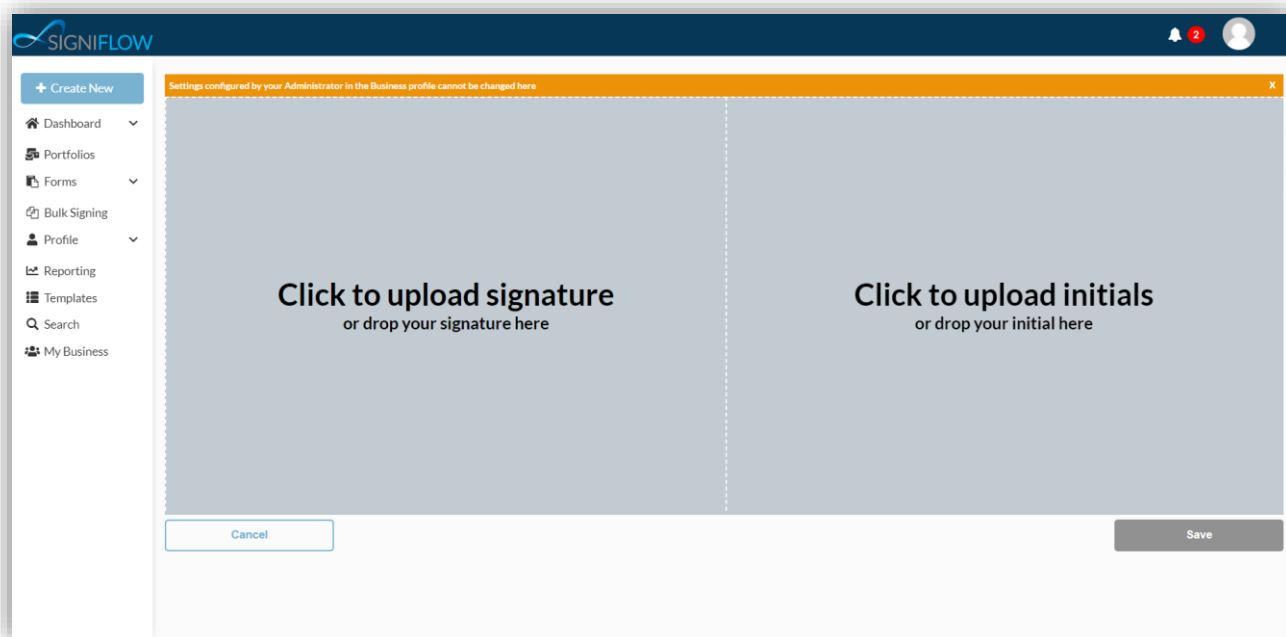 SIGNIFLOW
2
+ Create New
Settings configured by your Administrator in the Business profile cannot be changed here
X
Dashboard
Portfolios
Forms
Bulk Signing
Profile
Reporting
Templates
Search
My Business
Click to upload signature
or drop your signature here
Click to upload initials
or drop your initial here
Cancel
Save